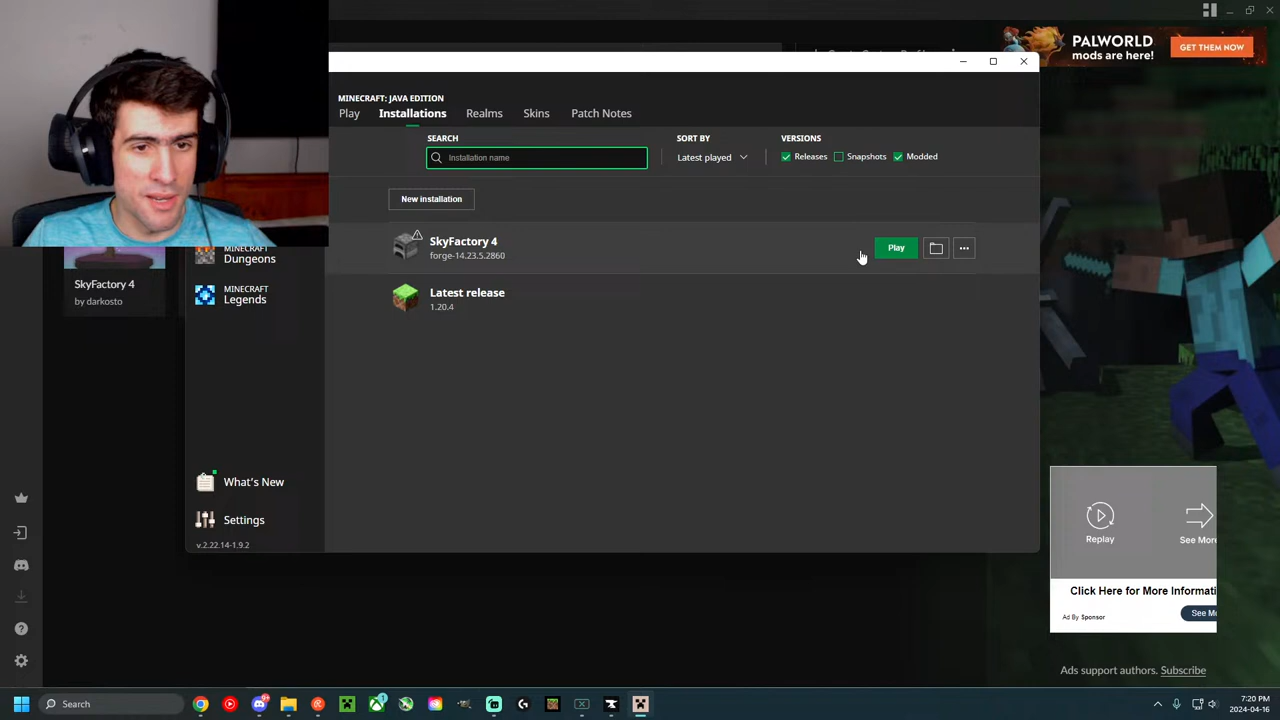 PALWORLD
mods are here!
GET THEM NOW
MINECRAFT: JAVA EDITION
Play
Installations
Realms
Skins
Patch Notes
SEARCH
SORT BY
VERSIONS
Installation name
Latest played
Releases
Snapshots
Modded
New installation
SkyFactory 4
forge-14.23.5.2860
Play
Latest release
1.20.4
MINECRAFT
Dungeons
MINECRAFT
Legends
SkyFactory 4
by darkosto
What's New
Settings
v.2.22.14-1.9.2
Replay
See More
Click Here for More Informati
Ad By Sponsor
See Mo
Ads support authors. Subscribe
Search
7:20 PM
2024-04-16